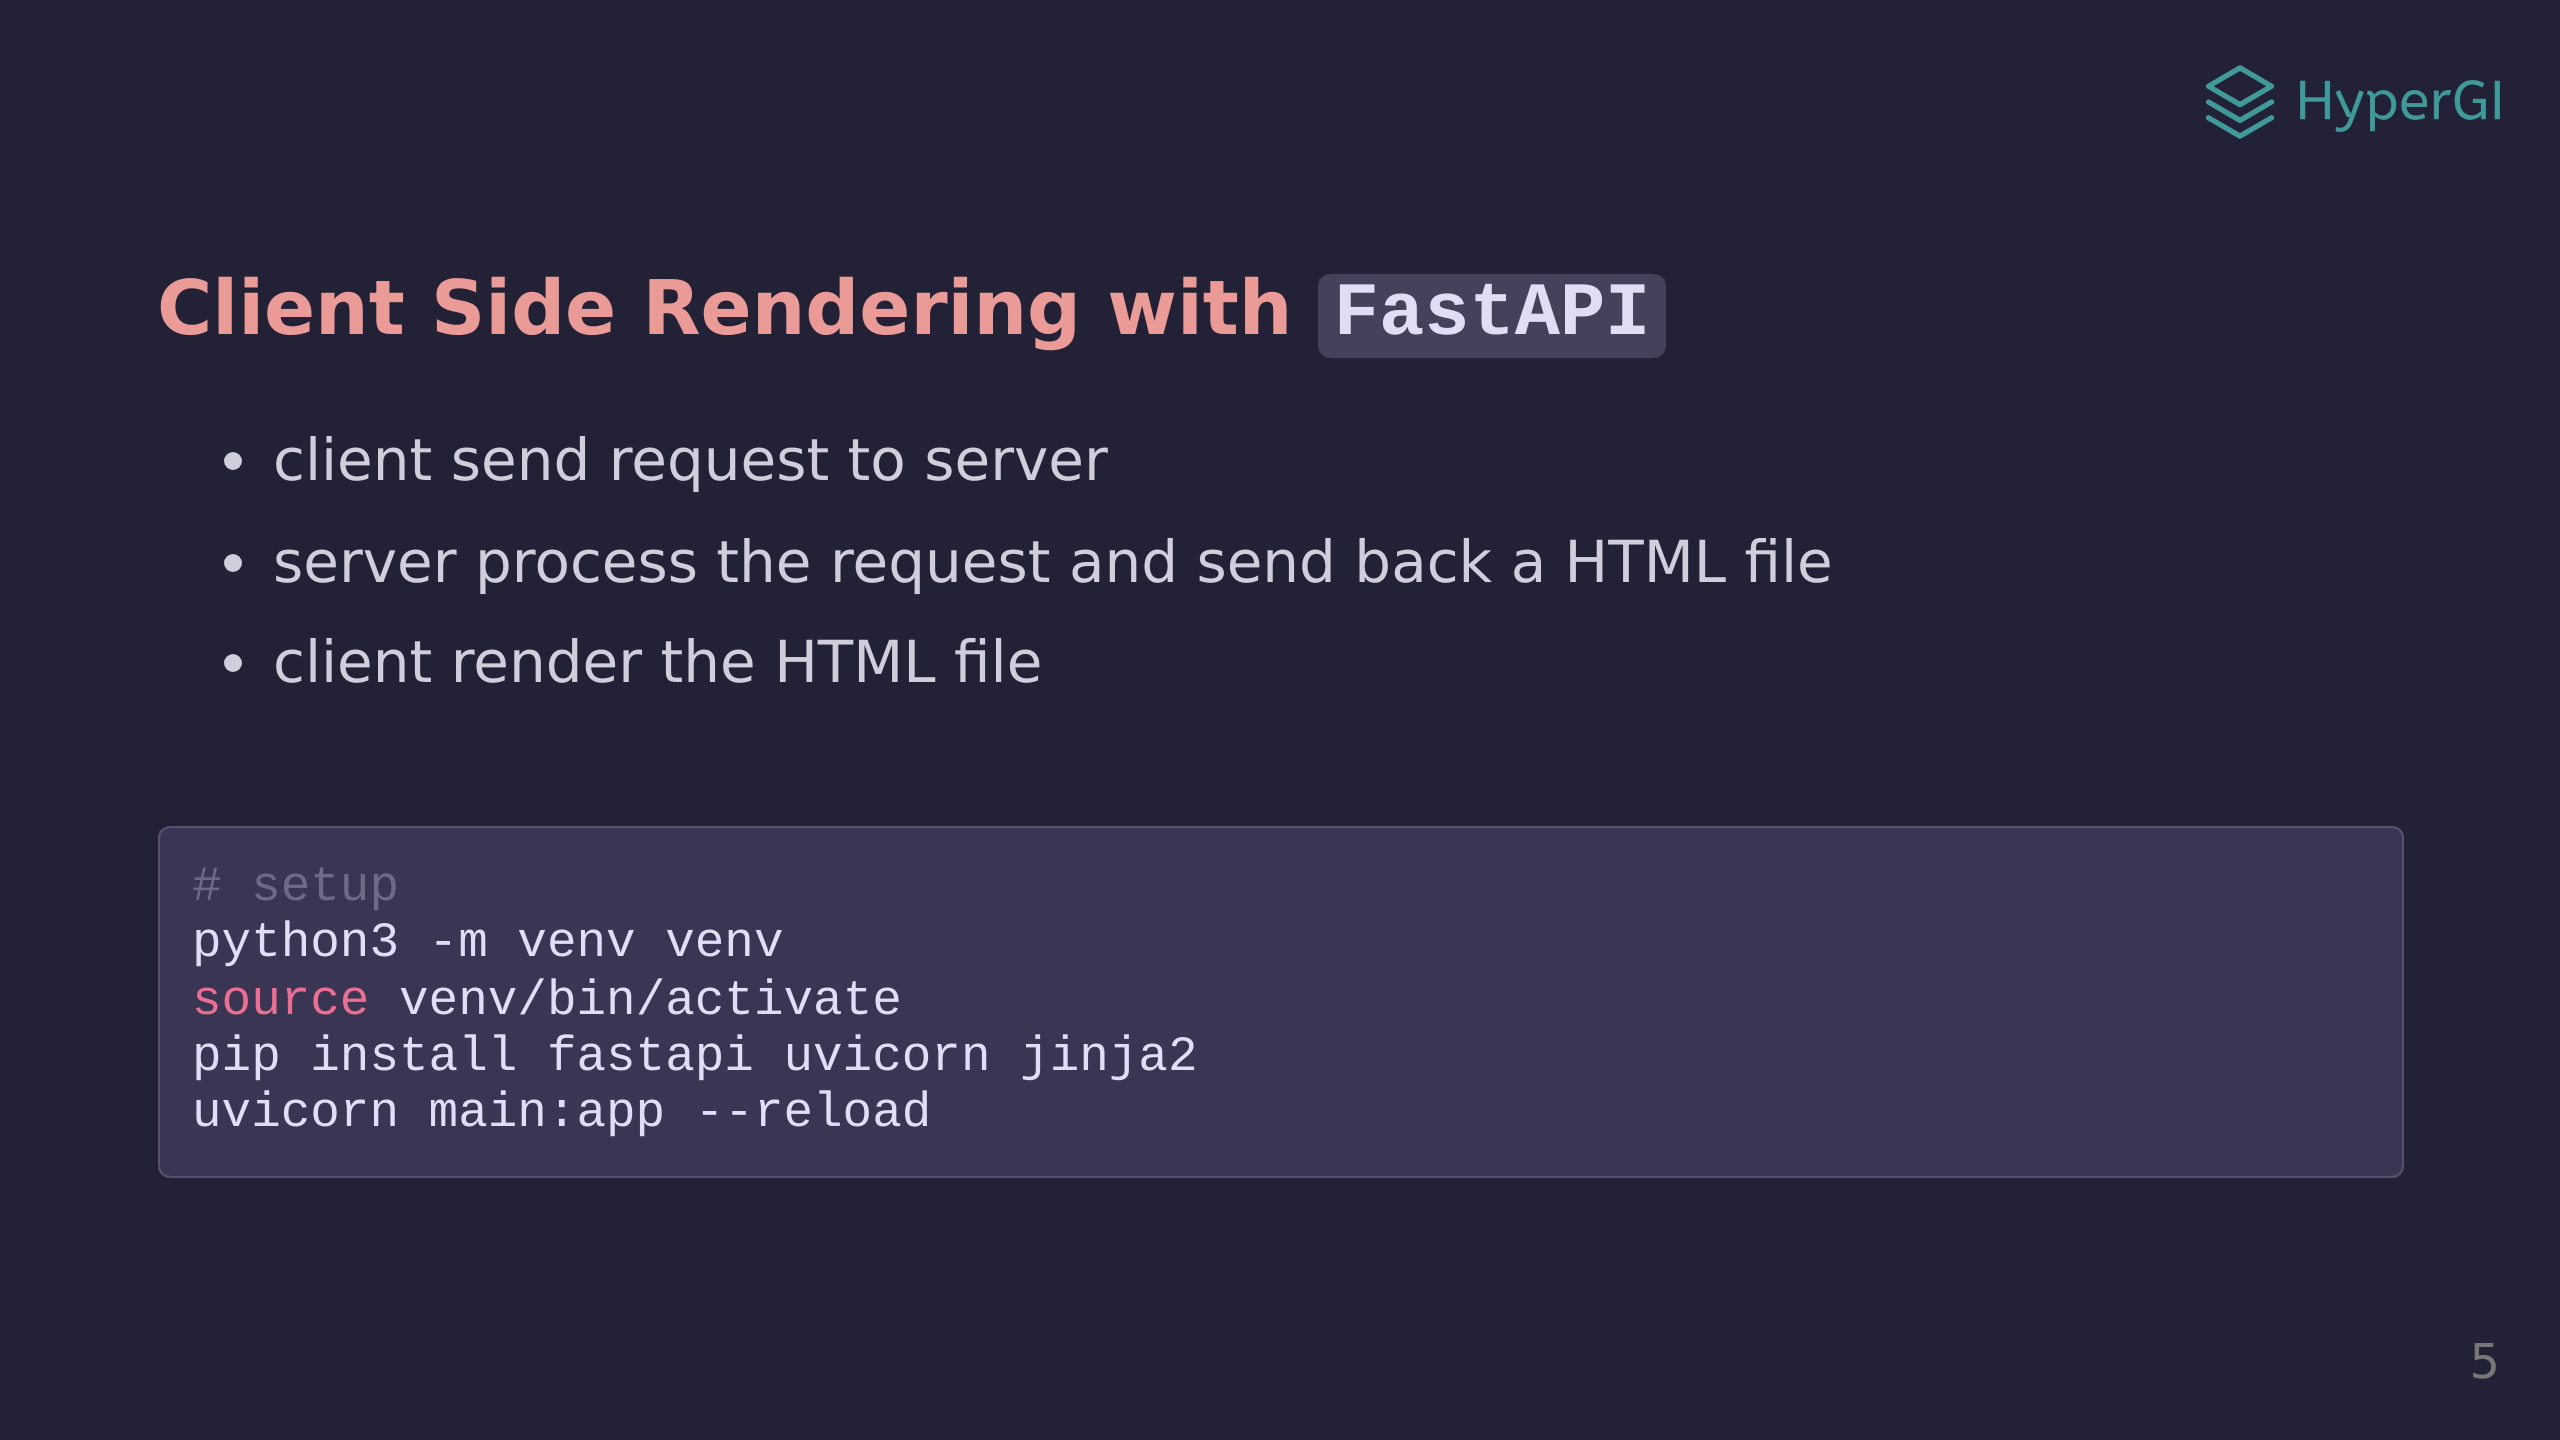 HyperGI
Client Side Rendering with FastAPI
• client send request to server
• server process the request and send back a HTML file
• client render the HTML file
# setup
python3 -m venv venv
source venv/bin/activate
pip install fastapi uvicorn jinja2
uvicorn main:app --reload
5